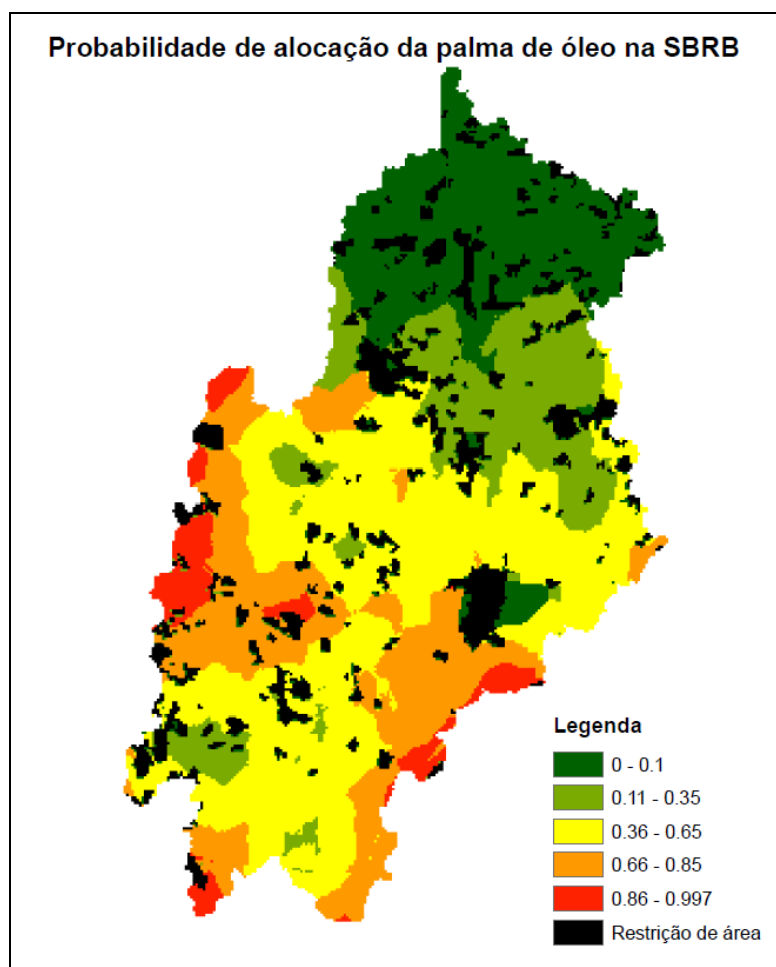 Probabilidade de alocação da palma de óleo na SBRB
Legenda
0 - 0.1
0.11 - 0.35
0.36 - 0.65
0.66 - 0.85
0.86 - 0.997
Restrição de área